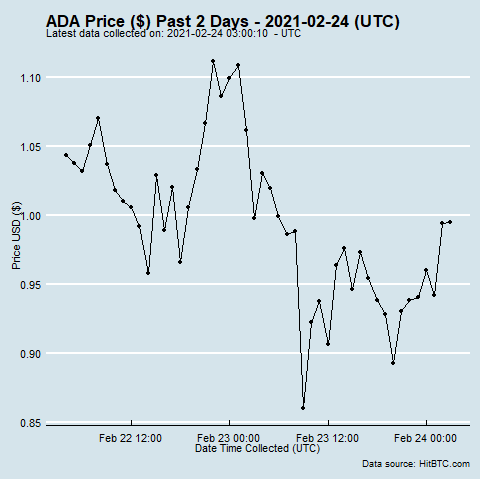 ADA Price ($) Past 2 Days - 2021-02-24 (UTC)
Latest data collected on: 2021-02-24 03:00:10 - UTC
1.10
1.05
1.00
0.95
0.90
0.85
Price USD ($)
Feb 22 12:00 Feb 23 00:00 Feb 23 12:00 Feb 24 00:00
Date Time Collected (UTC)
Data source: HitBTC.com